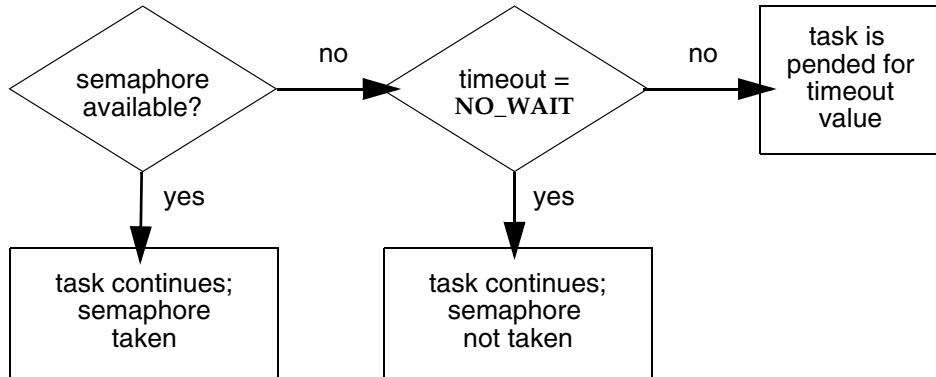 semaphore
available?
no
timeout =
NO_WAIT
no
task is
pended for
timeout
value
yes
yes
task continues;
semaphore
taken
task continues;
semaphore
not taken